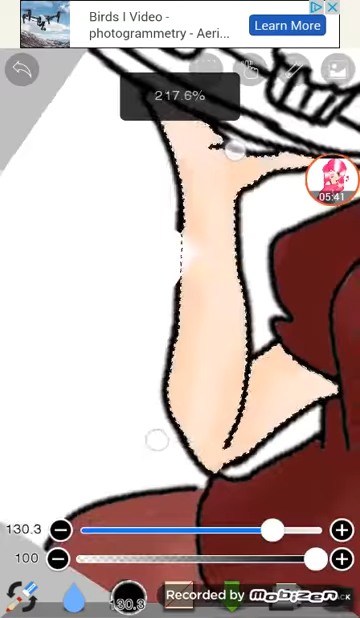 Birds I Video -
photogrammetry - Aeri...
Learn More
217.6%
05:41
130.3
100
130.3
Recorded by Mobizen